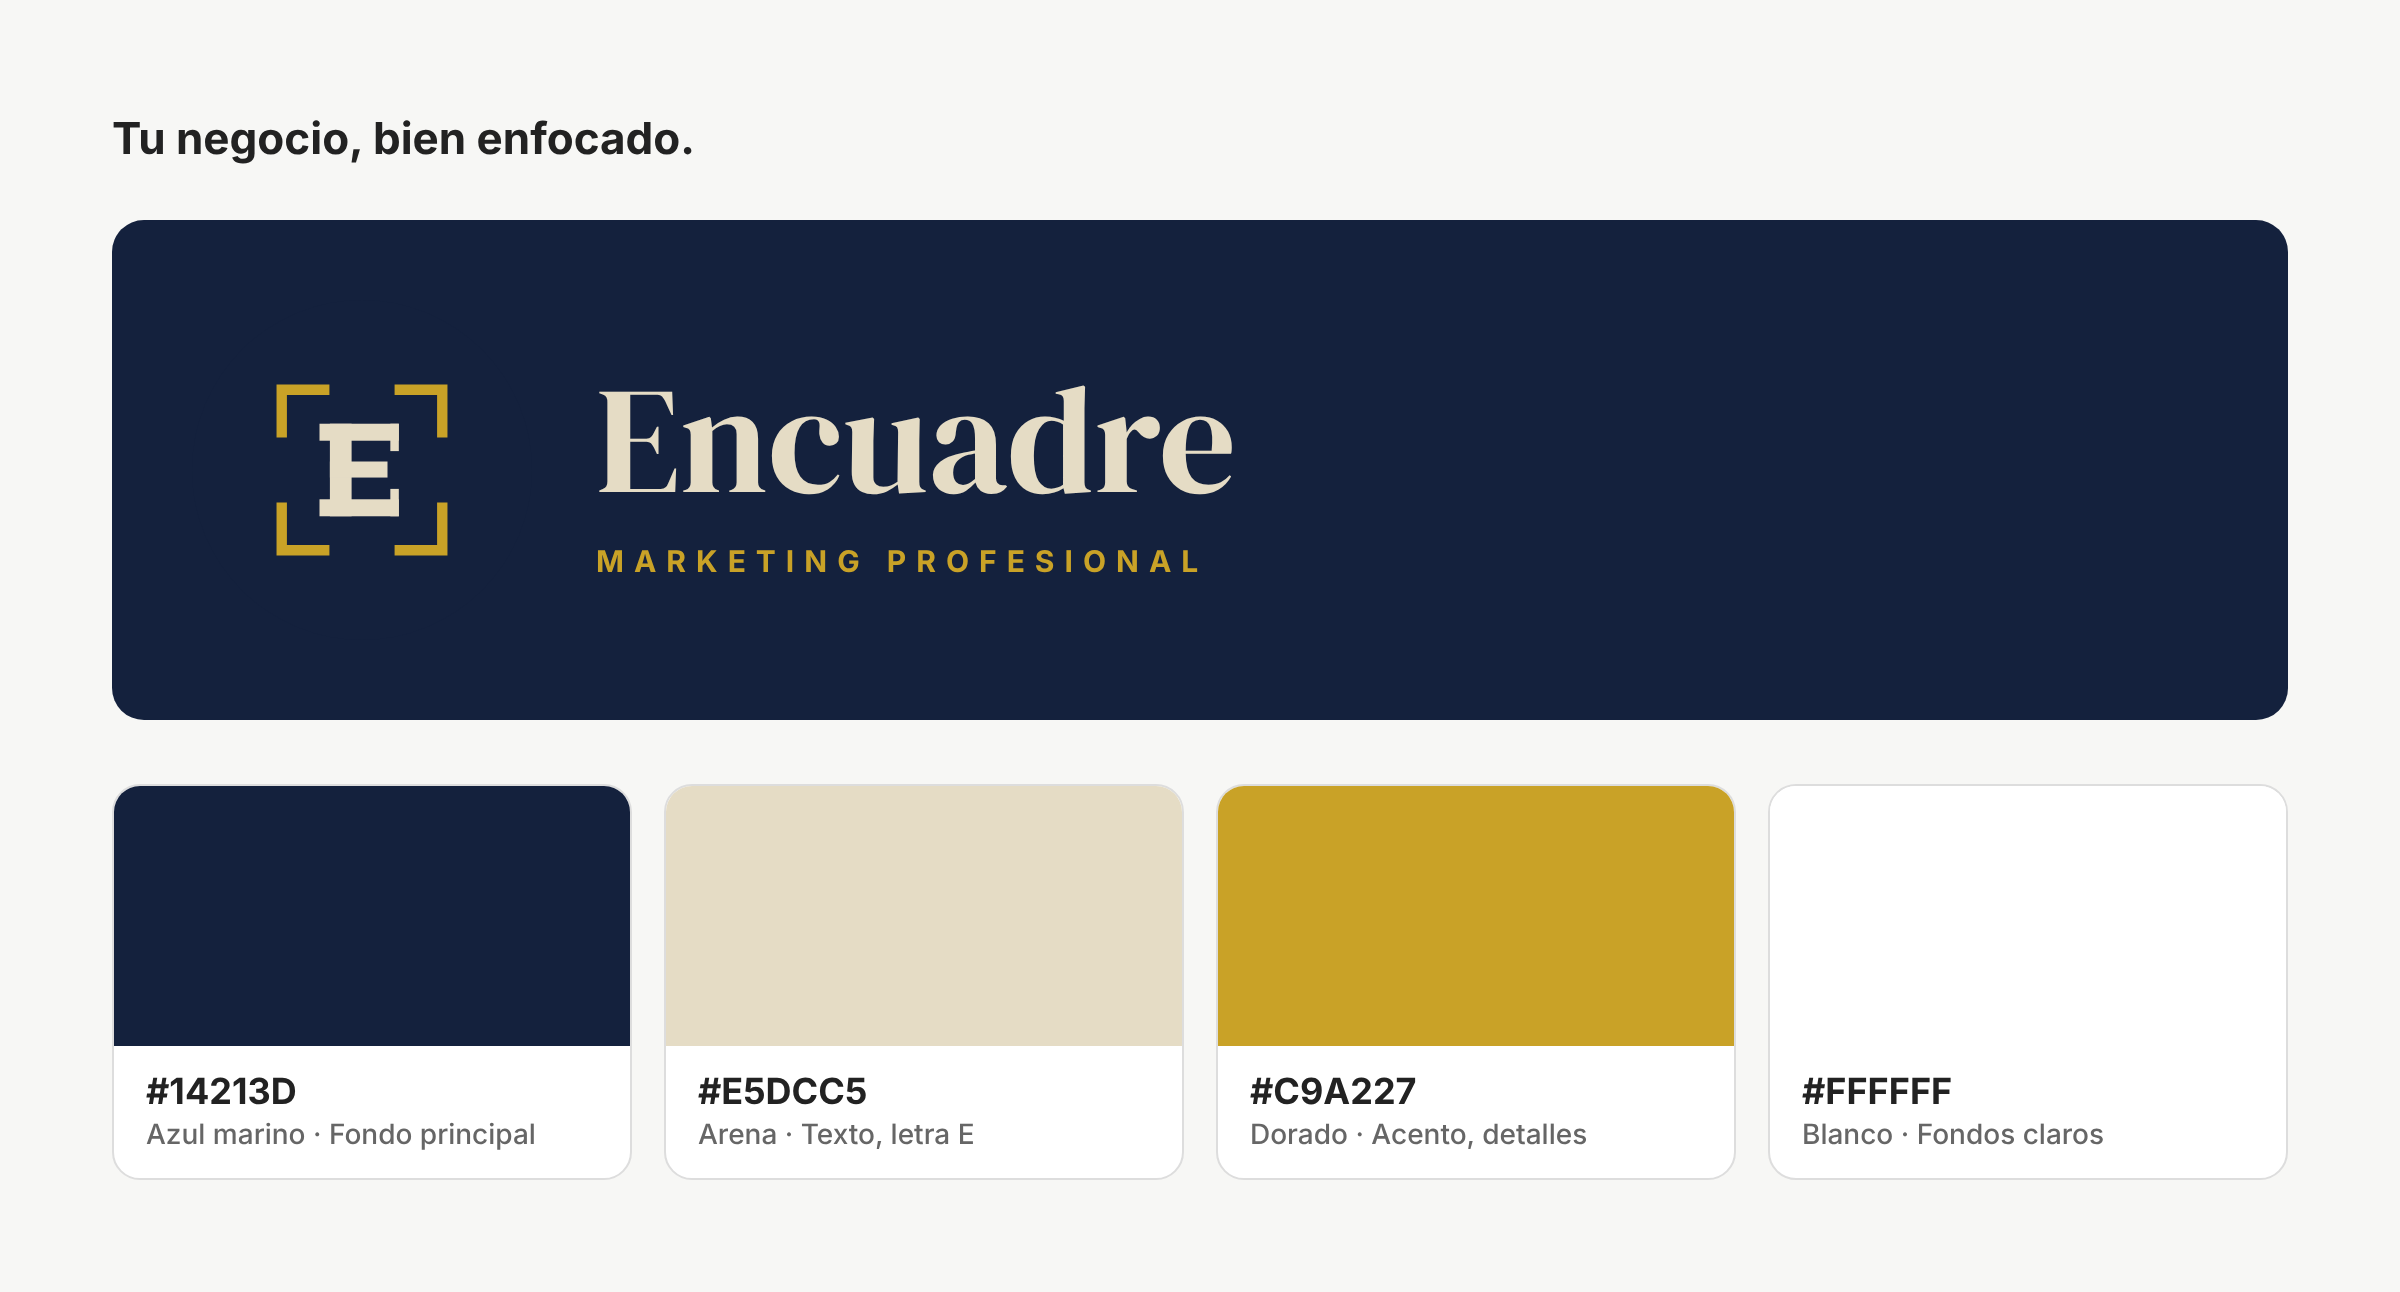 Tu negocio, bien enfocado.
E
Encuadre
MARKETING PROFESIONAL
#14213D
Azul marino · Fondo principal
#E5DCC5
Arena · Texto, letra E
#C9A227
Dorado · Acento, detalles
#FFFFFF
Blanco · Fondos claros